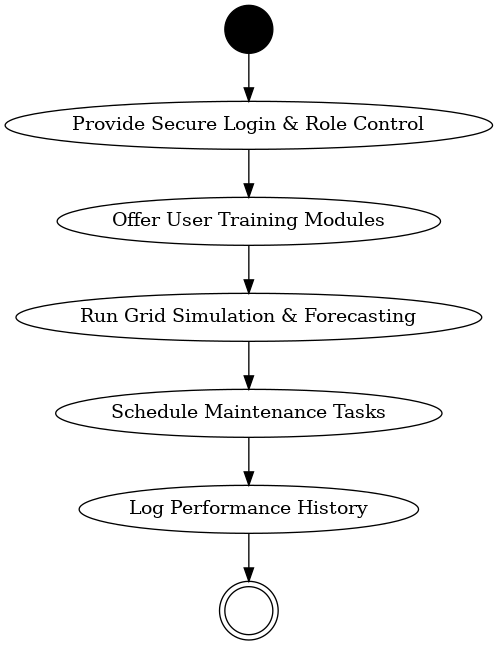 Provide Secure Login & Role Control
Offer User Training Modules
Run Grid Simulation & Forecasting
Schedule Maintenance Tasks
Log Performance History